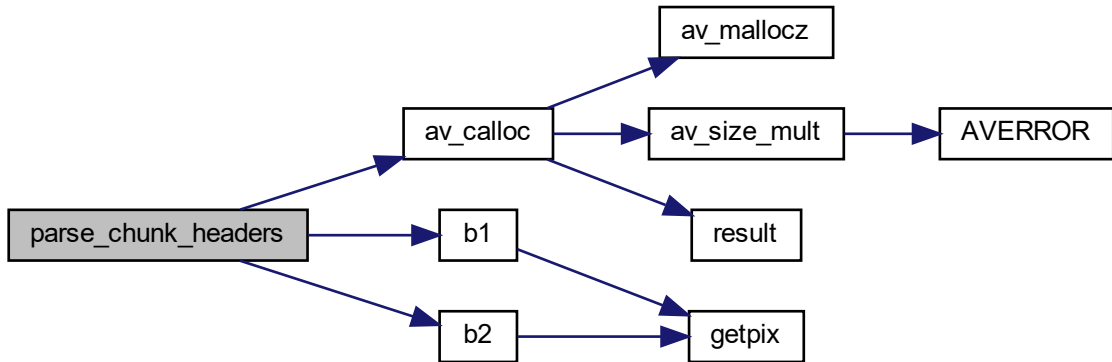 av_mallocz
av_calloc
av_size_mult
AVERROR
parse_chunk_headers
b1
result
b2
getpix